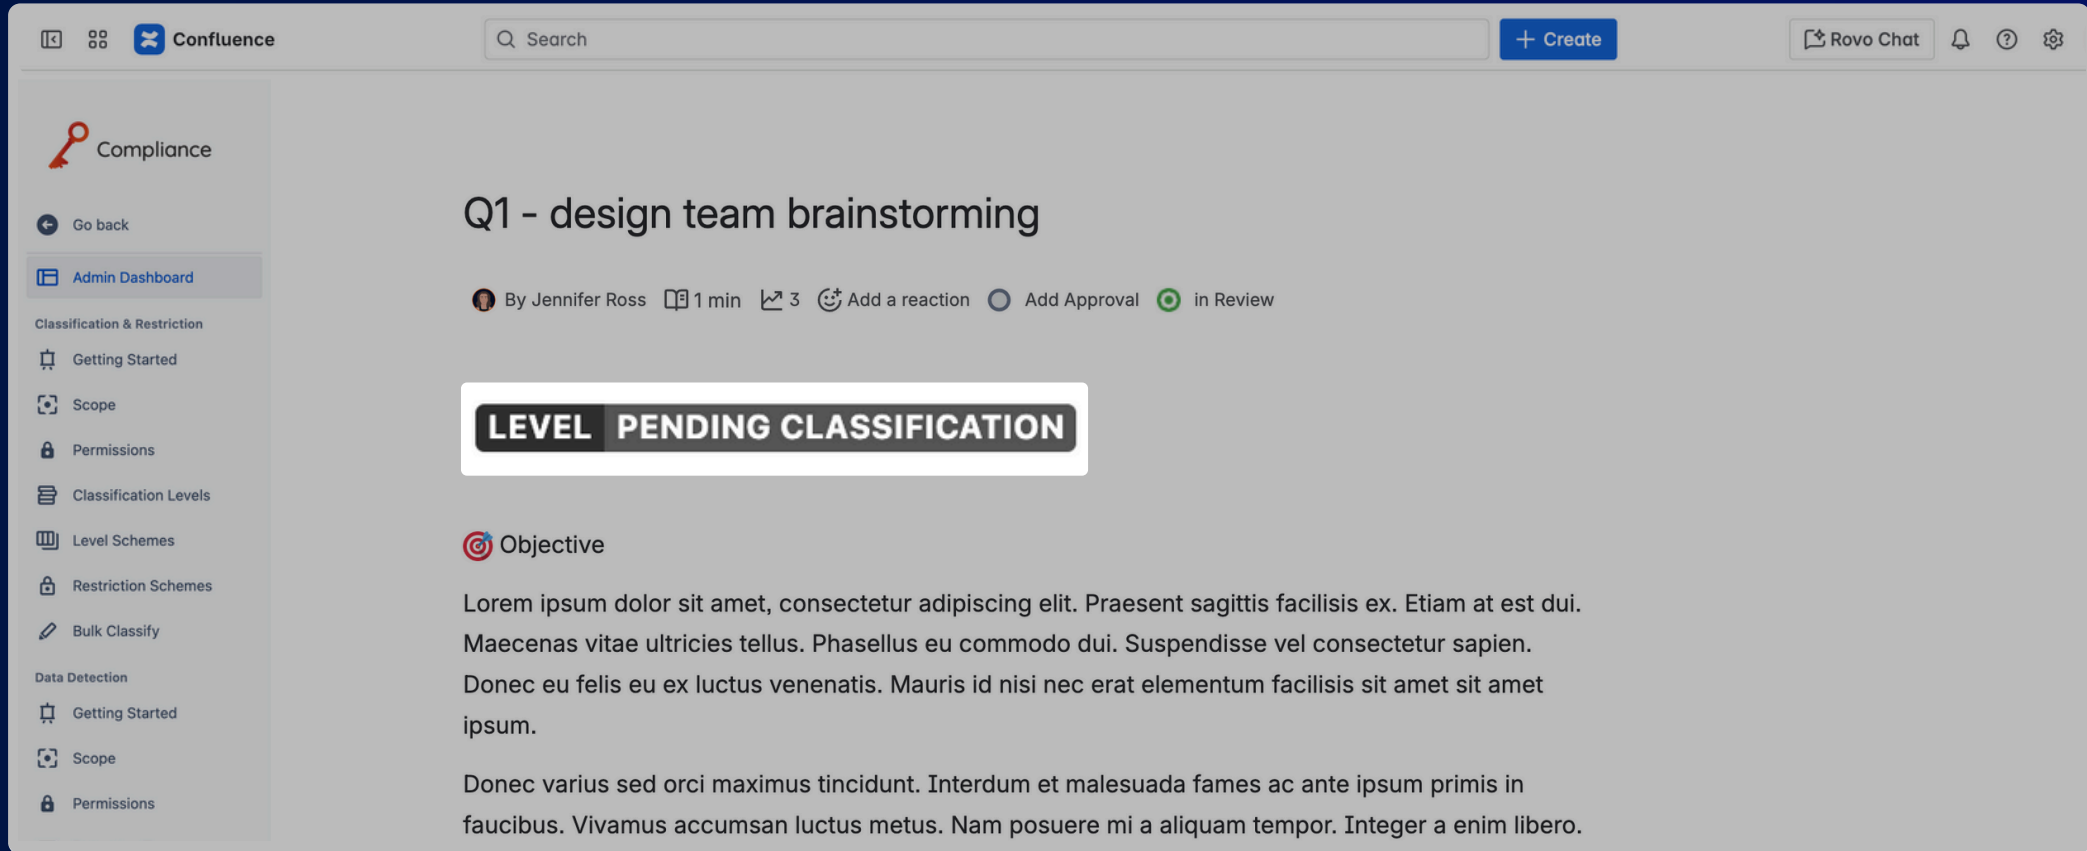 Confluence
Search
+ Create
Rovo Chat
Compliance
Go back
Admin Dashboard
Classification & Restriction
Getting Started
Scope
Permissions
Classification Levels
Level Schemes
Restriction Schemes
Bulk Classify
Data Detection
Getting Started
Scope
Permissions
Q1 - design team brainstorming
By Jennifer Ross 1 min 3 Add a reaction Add Approval in Review
LEVEL PENDING CLASSIFICATION
🎯 Objective
Lorem ipsum dolor sit amet, consectetur adipiscing elit. Praesent sagittis facilisis ex. Etiam at est dui.
Maecenas vitae ultricies tellus. Phasellus eu commodo dui. Suspendisse vel consectetur sapien.
Donec eu felis eu ex luctus venenatis. Mauris id nisi nec erat elementum facilisis sit amet sit amet
ipsum.
Donec varius sed orci maximus tincidunt. Interdum et malesuada fames ac ante ipsum primis in
faucibus. Vivamus accumsan luctus metus. Nam posuere mi a aliquam tempor. Integer a enim libero.